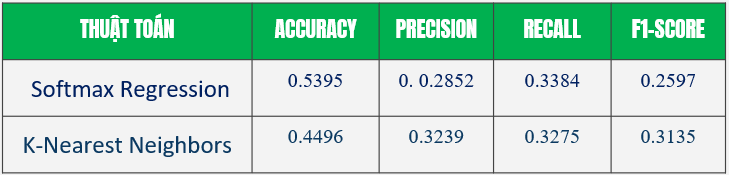 THUẬT TOÁN ACCURACY PRECISION RECALL F1-SCORE
Softmax Regression 0.5395 0. 0.2852 0.3384 0.2597
K-Nearest Neighbors 0.4496 0.3239 0.3275 0.3135